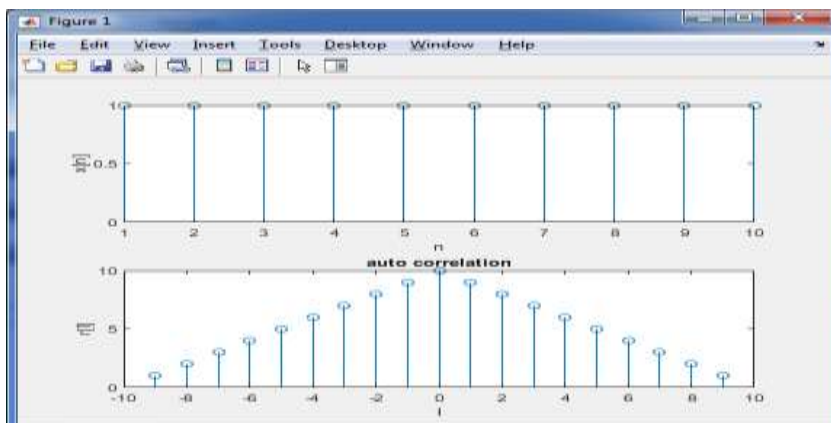 Figure 1
File Edit View Insert Tools Desktop Window Help
1
0.5
0
x[n]
1 2 3 4 5 6 7 8 9 10
n
auto correlation
10
5
0
r[l]
-10 -8 -6 -4 -2 0 2 4 6 8 10
l